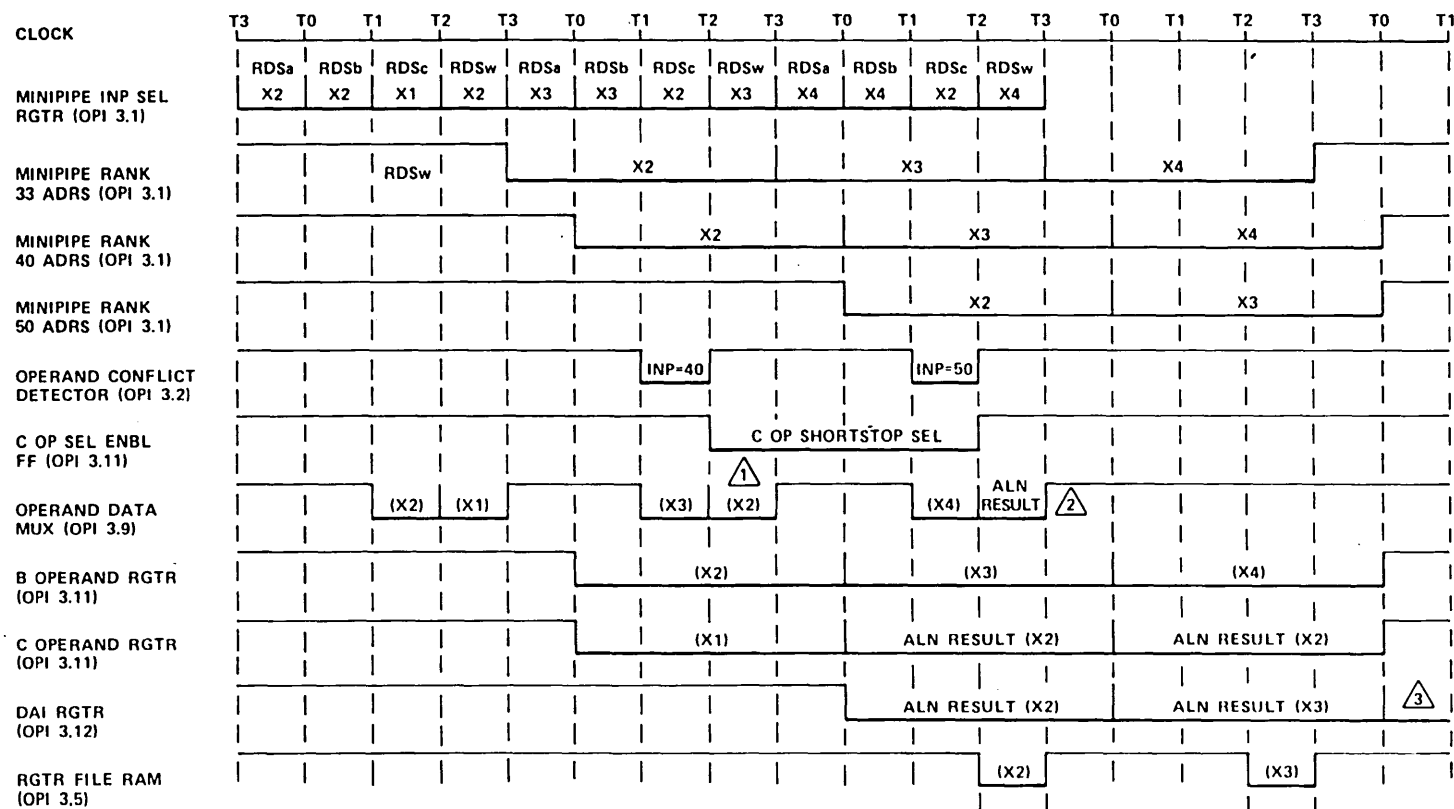 T3 T0 T1 T2 T3 T0 T1 T2 T3 T0 T1 T2 T3 T0 T1 T2 T3 T0 T1
CLOCK
RDSa RDSb RDSc RDSw RDSa RDSb RDSc RDSw RDSa RDSb RDSc RDSw
MINIPIPE INP SEL X2 X2 X1 X2 X3 X3 X2 X3 X4 X4 X2 X4
RGTR (OPI 3.1)
MINIPIPE RANK RDSw X2 X3 X4
33 ADRS (OPI 3.1)
MINIPIPE RANK X2 X3 X4
40 ADRS (OPI 3.1)
MINIPIPE RANK X2 X3
50 ADRS (OPI 3.1)
OPERAND CONFLICT INP=40 INP=50
DETECTOR (OPI 3.2)
C OP SEL ENBL C OP SHORTSTOP SEL
FF (OPI 3.11)
1
ALN
OPERAND DATA (X2) (X1) (X3) (X2) (X4) RESULT 2
MUX (OPI 3.9)
B OPERAND RGTR (X2) (X3) (X4)
(OPI 3.11)
C OPERAND RGTR (X1) ALN RESULT (X2) ALN RESULT (X2)
(OPI 3.11)
DAI RGTR ALN RESULT (X2) ALN RESULT (X3) 3
(OPI 3.12)
RGTR FILE RAM (X2) (X3)
(OPI 3.5)